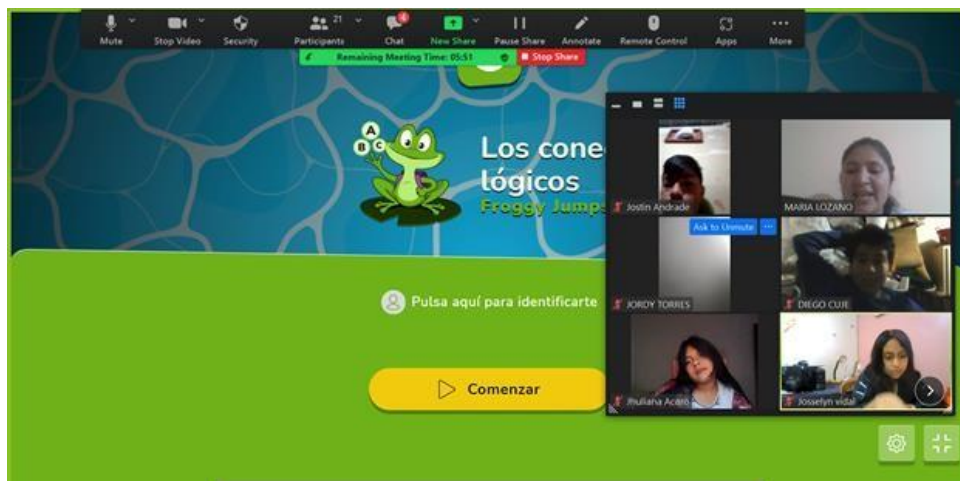 21
4
Mute
Stop Video
Security
Participants
Chat
New Share
Pause Share
Annotate
Remote Control
Apps
More
Remaining Meeting Time: 05:51
Stop Share
A
B
C
Los cone
lógicos
Froggy Jumps
Pulsa aquí para identificarte
Comenzar
Jostin Andrade
MARIA LOZANO
Ask to Unmute
JORDY TORRES
DIEGO CUJE
Jhuliana Acaro
Josselyn vidal